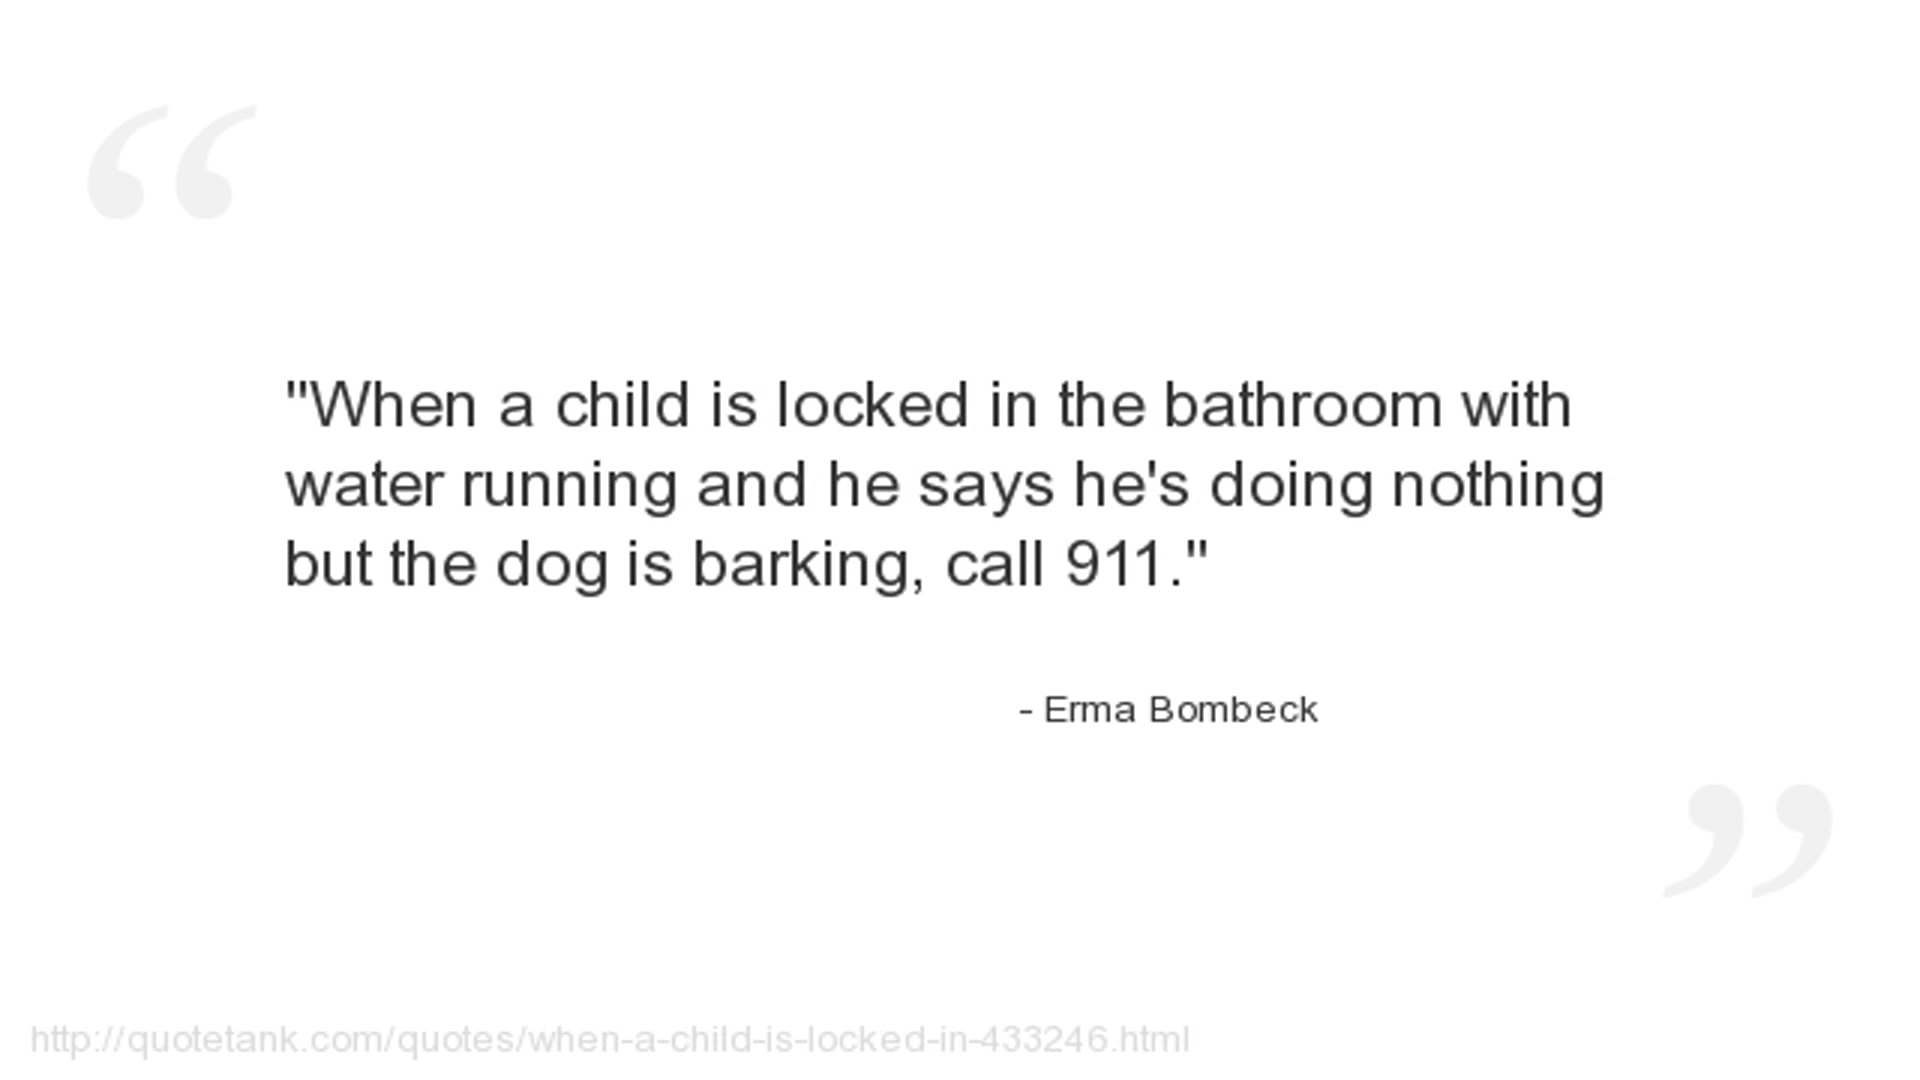 "When a child is locked in the bathroom with
water running and he says he's doing nothing
but the dog is barking, call 911."
- Erma Bombeck
http://quotetank.com/quotes/when-a-child-is-locked-in-433246.html